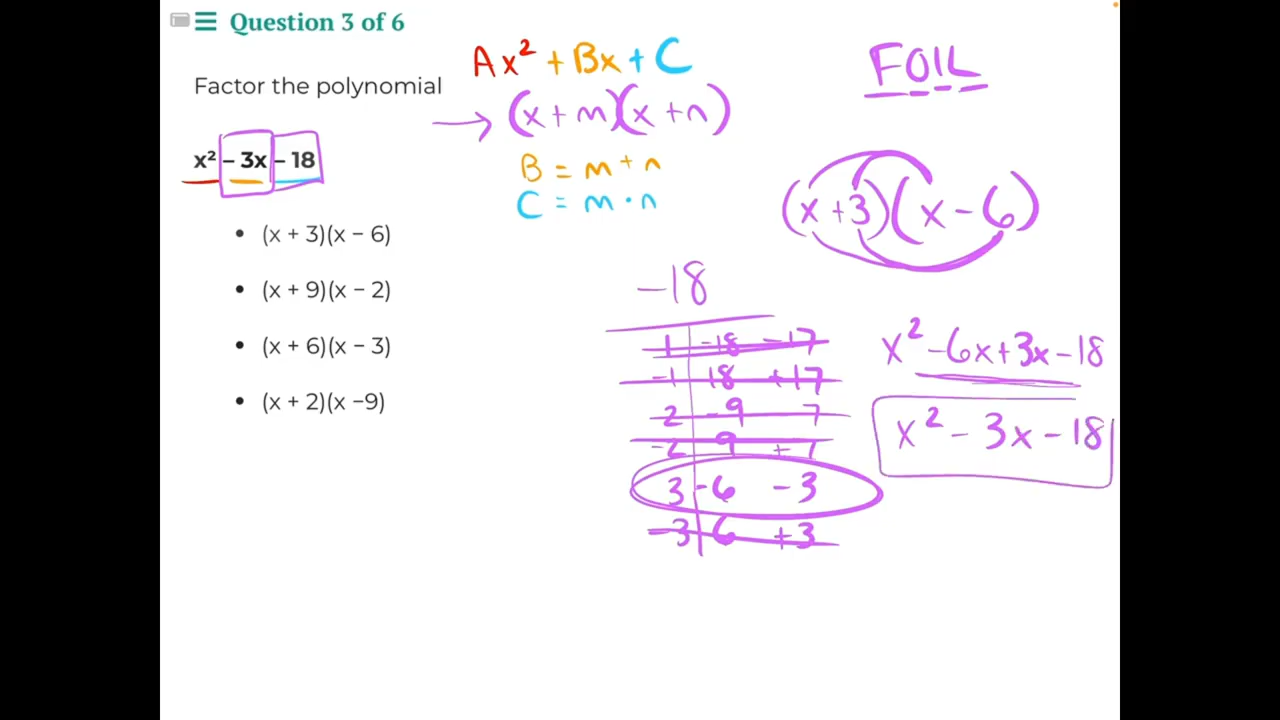 Question 3 of 6
Factor the polynomial
x² – 3x – 18
• (x + 3)(x – 6)
• (x + 9)(x – 2)
• (x + 6)(x – 3)
• (x + 2)(x –9)
Ax² + Bx + C
→ (x + m)(x + n)
B = m + n
C = m · n
-18
1 -18 -17
-1 18 +17
2 -9 7
-2 9 +7
3 -6 -3
-3 6 +3
FOIL
(x + 3)(x - 6)
x² - 6x + 3x - 18
x² - 3x - 18